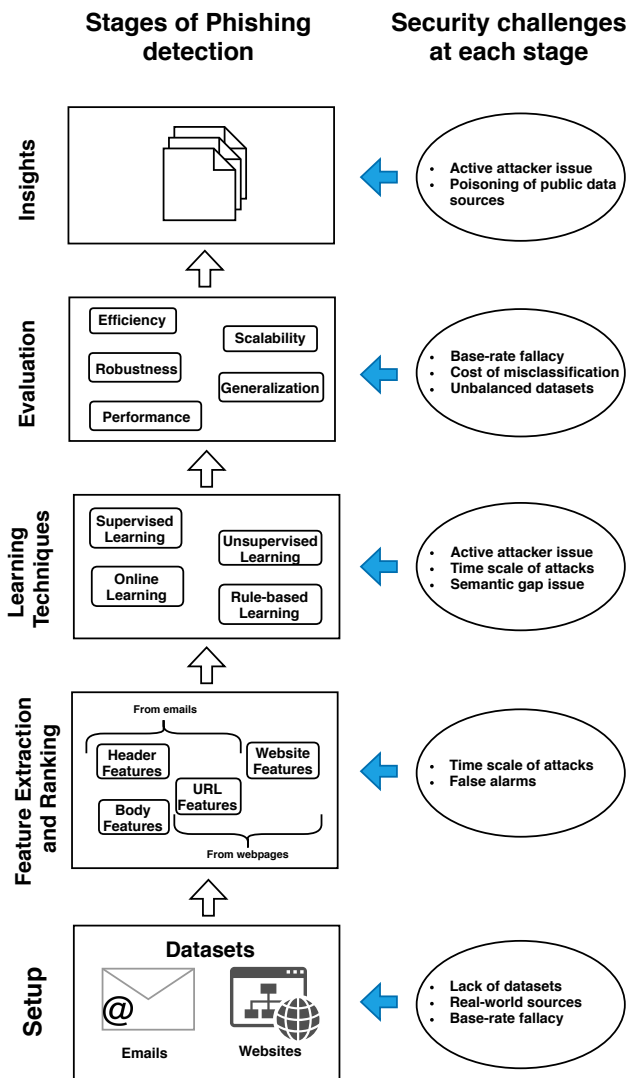 Stages of Phishing
detection
Security challenges
at each stage
Insights
• Active attacker issue
• Poisoning of public data
sources
Evaluation
Efficiency
Scalability
Robustness
Generalization
Performance
• Base-rate fallacy
• Cost of misclassification
• Unbalanced datasets
Learning
Techniques
Supervised
Learning
Unsupervised
Learning
Online
Learning
Rule-based
Learning
• Active attacker issue
• Time scale of attacks
• Semantic gap issue
Feature Extraction
and Ranking
From emails
Header
Features
Website
Features
URL
Features
Body
Features
From webpages
• Time scale of attacks
• False alarms
Setup
Datasets
@
Emails
Websites
• Lack of datasets
• Real-world sources
• Base-rate fallacy